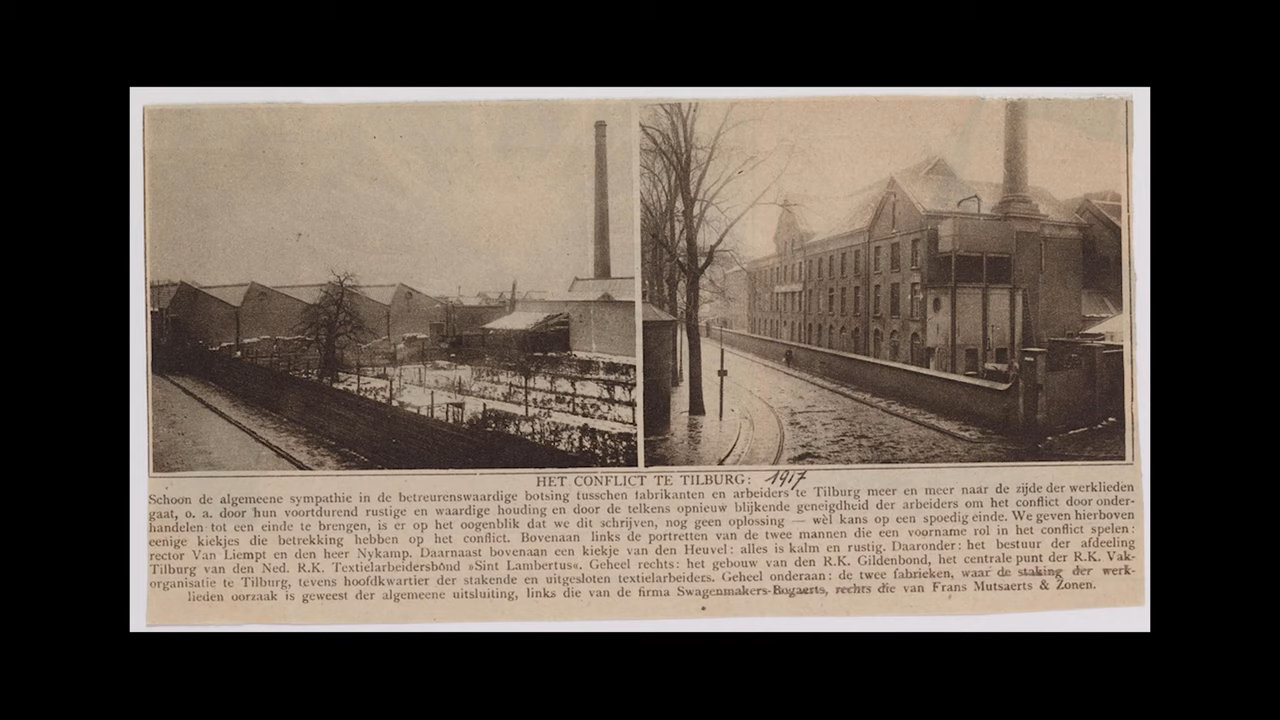 HET CONFLICT TE TILBURG: 1917
Schoon de algemeene sympathie in de betreurenswaardige botsing tusschen fabrikanten en arbeiders te Tilburg meer en meer naar de zijde der werklieden
gaat, o. a. door hun voortdurend rustige en waardige houding en door de telkens opnieuw blijkende geneigdheid der arbeiders om het conflict door onder-
handelen tot een einde te brengen, is er op het oogenblik dat we dit schrijven, nog geen oplossing — wèl kans op een spoedig einde. We geven hierboven
eenige kiekjes die betrekking hebben op het conflict. Bovenaan links de portretten van de twee mannen die een voorname rol in het conflict spelen:
rector Van Liempt en den heer Nykamp. Daarnaast bovenaan een kiekje van den Heuvel: alles is kalm en rustig. Daaronder: het bestuur der afdeeling
Tilburg van den Ned. R.K. Textielarbeidersbond »Sint Lambertus«. Geheel rechts: het gebouw van den R.K. Gildenbond, het centrale punt der R.K. Vak-
organisatie te Tilburg, tevens hoofdkwartier der stakende en uitgesloten textielarbeiders. Geheel onderaan: de twee fabrieken, waar de staking der werk-
lieden oorzaak is geweest der algemeene uitsluiting, links die van de firma Swagenmakers-Bogaerts, rechts die van Frans Mutsaerts & Zonen.